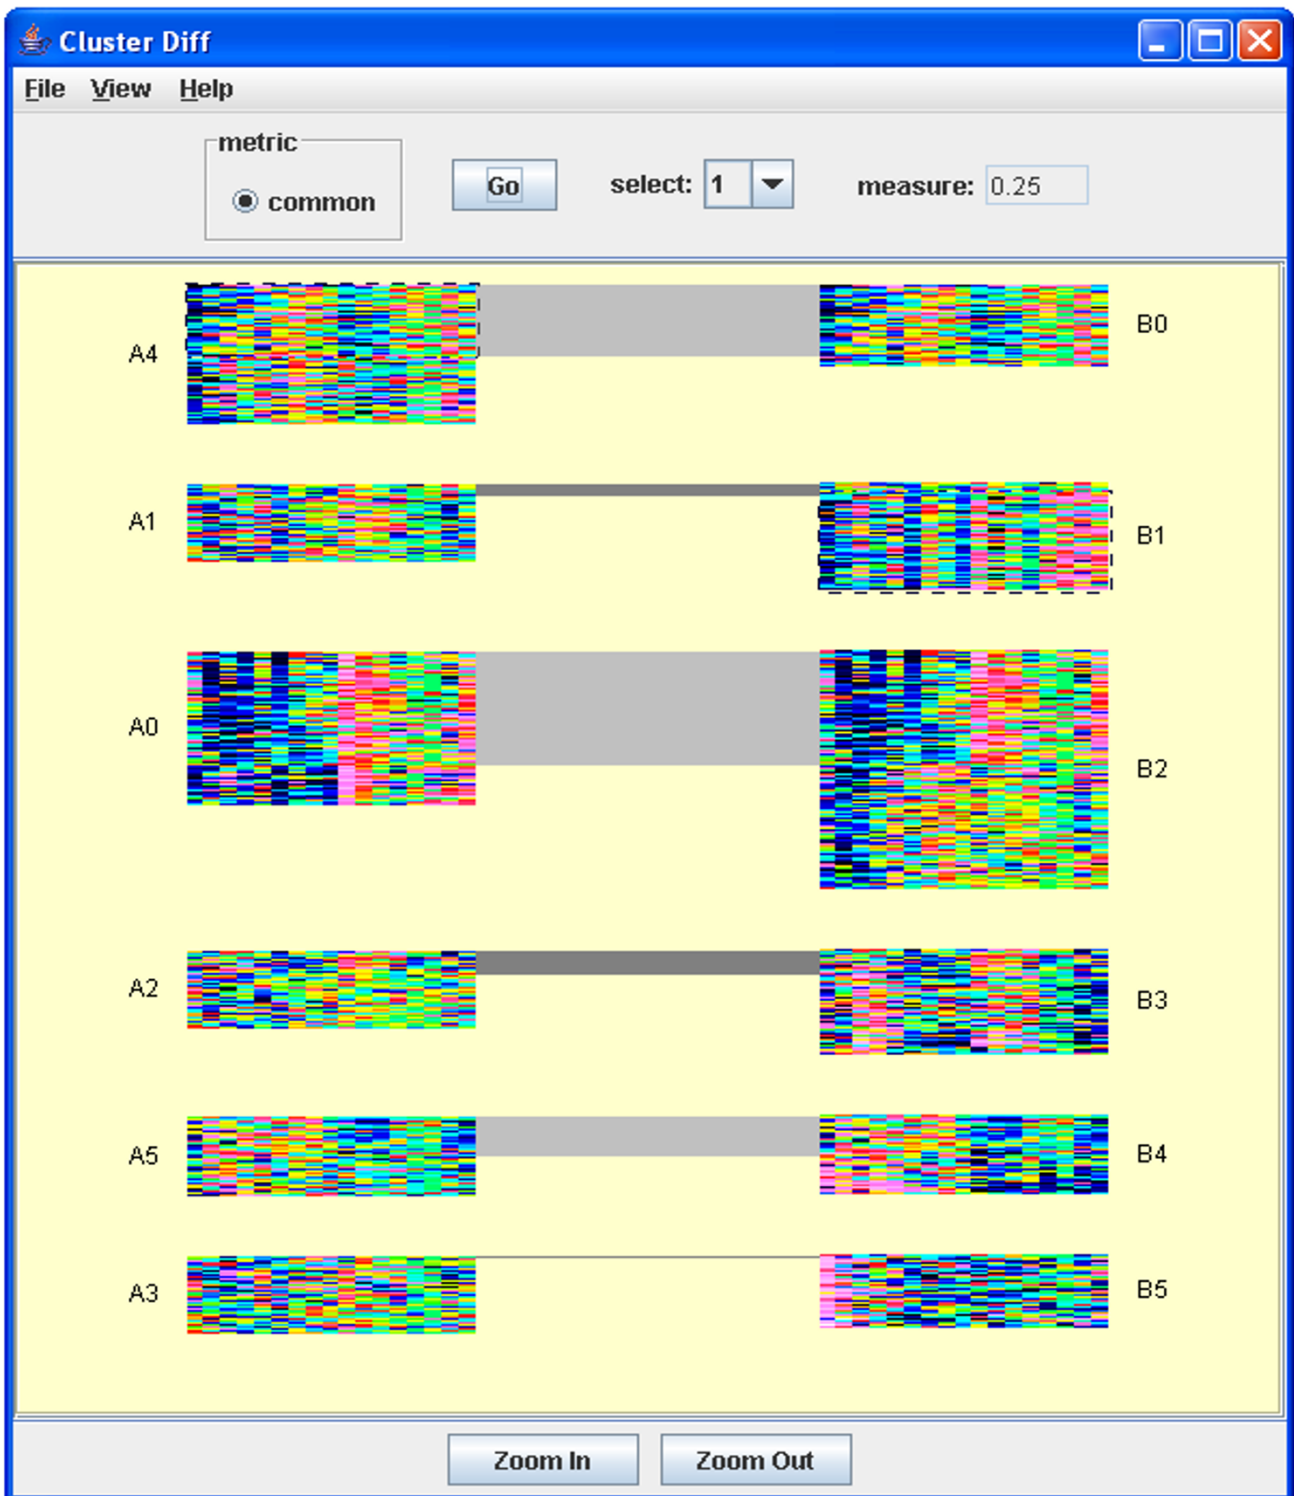 Cluster Diff
File View Help
metric
common
Go
select: 1
measure: 0.25
A4
B0
A1
B1
A0
B2
A2
B3
A5
B4
A3
B5
Zoom In
Zoom Out